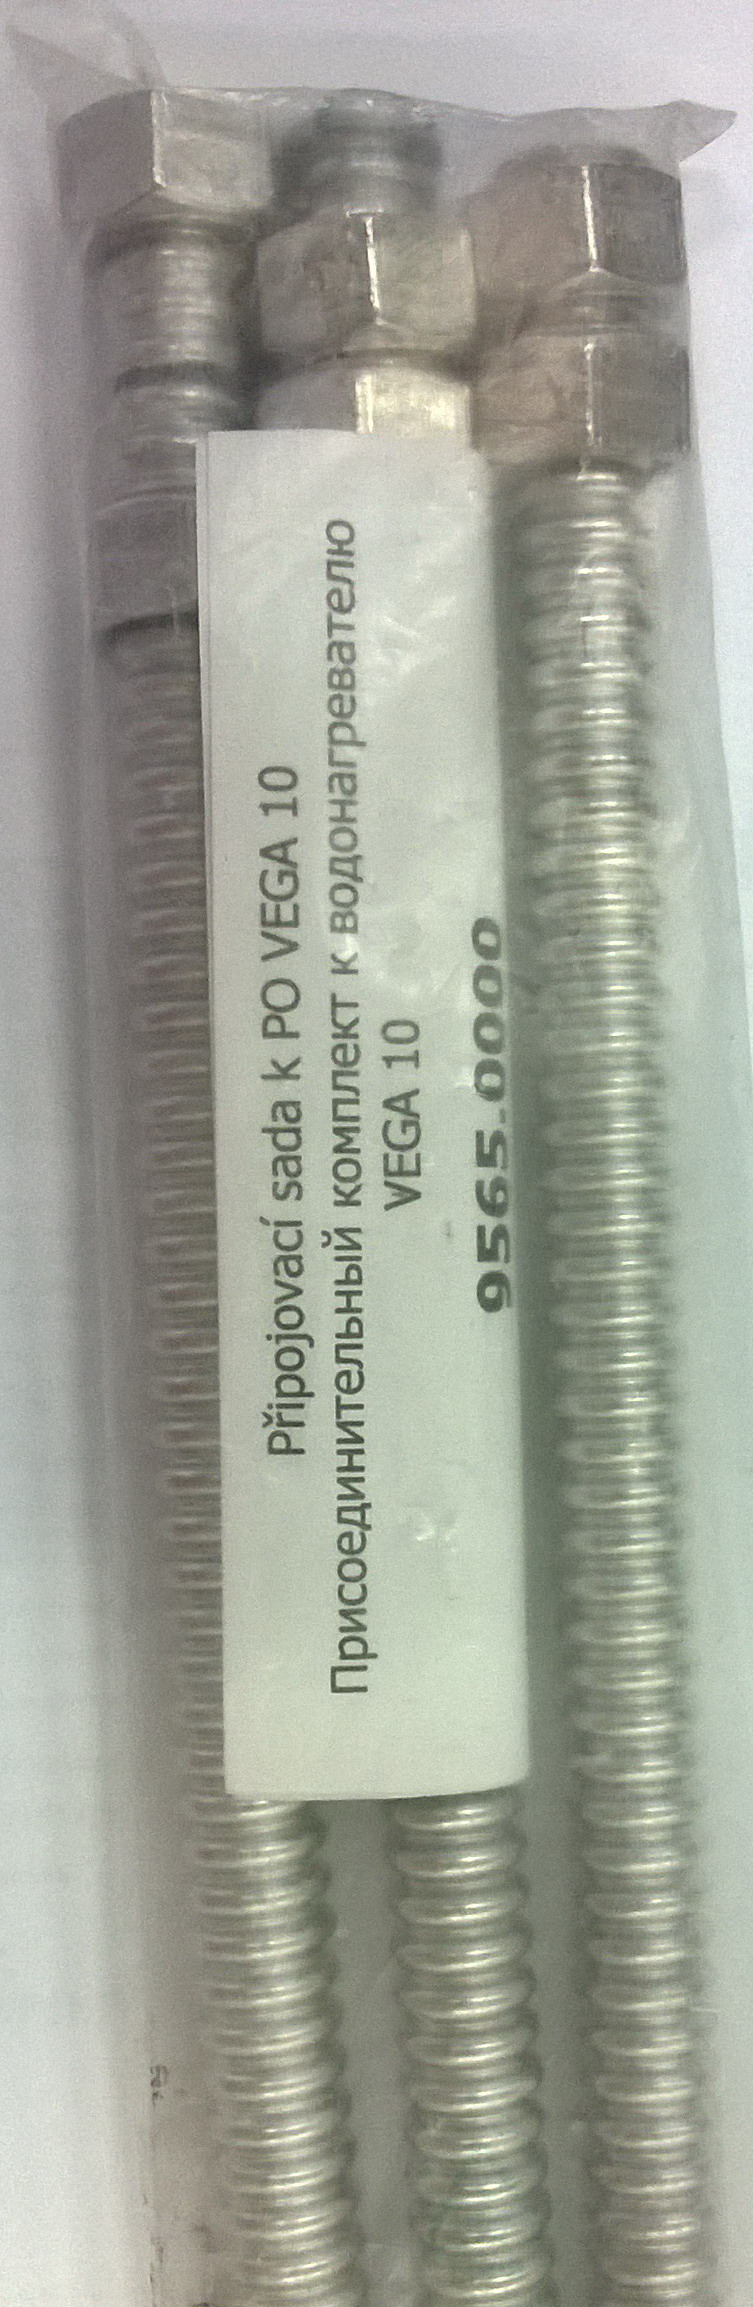 Připojovací sada k PO VEGA 10
Присоединительный комплект к водонагревателю
VEGA 10
9565.0000